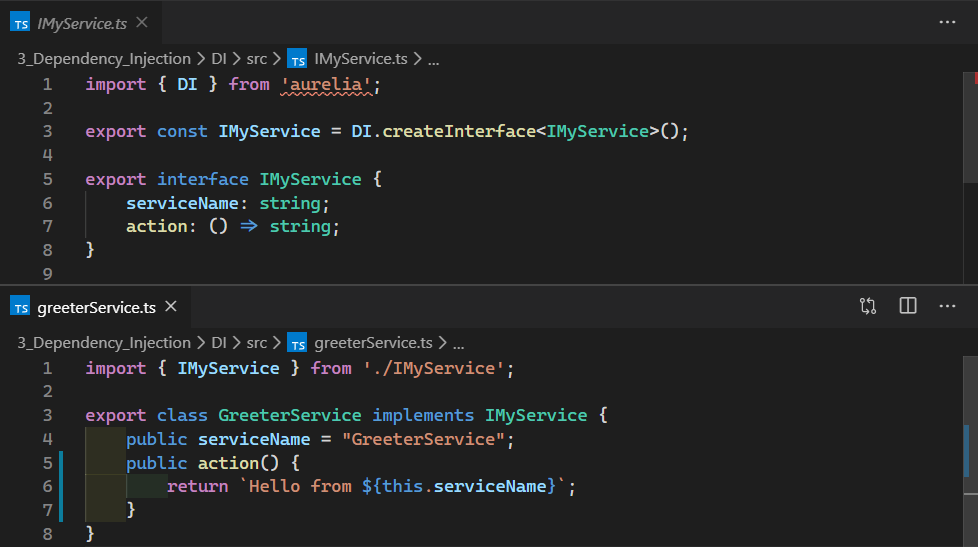 TS IMyService.ts ×
3_Dependency_Injection > DI > src > TS IMyService.ts > ...
1 import { DI } from 'aurelia';
2
3 export const IMyService = DI.createInterface<IMyService>();
4
5 export interface IMyService {
6 serviceName: string;
7 action: () => string;
8 }
9
TS greeterService.ts ×
3_Dependency_Injection > DI > src > TS greeterService.ts > ...
1 import { IMyService } from './IMyService';
2
3 export class GreeterService implements IMyService {
4 public serviceName = "GreeterService";
5 public action() {
6 return `Hello from ${this.serviceName}`;
7 }
8 }